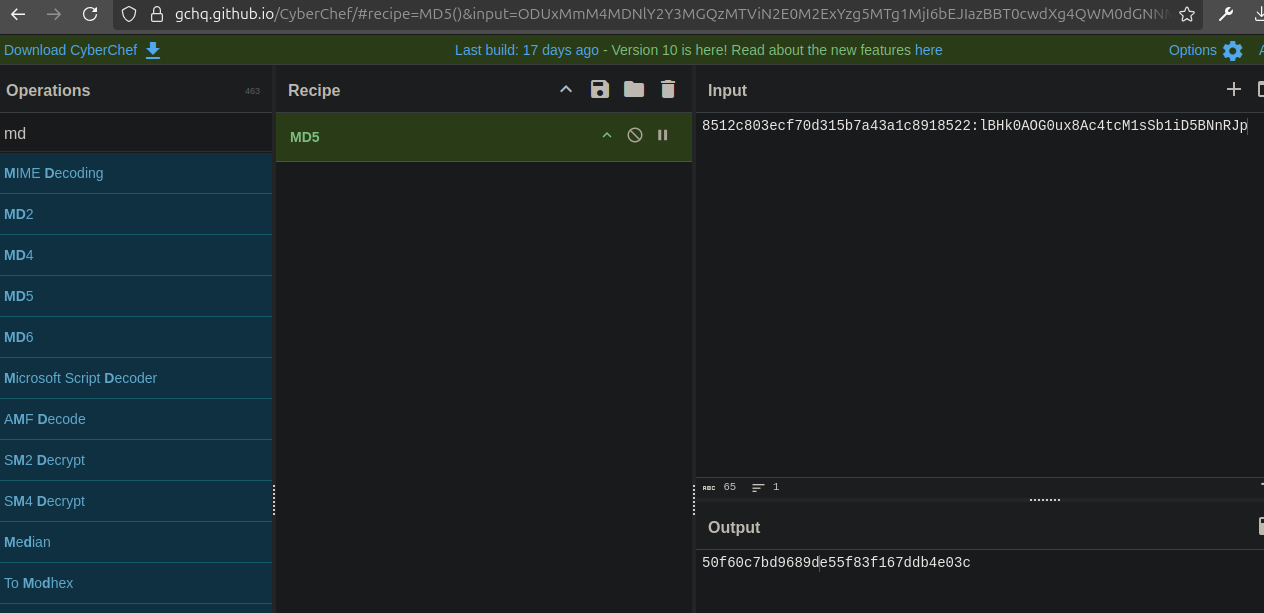 gchq.github.io/CyberChef/#recipe=MD5()&input=ODUxMmM4MDNlY2Y3MGQzMTViN2E0M2ExYzg5MTg1MjI6bEJIazBBT0cwdXg4QWM0dGNN
Download CyberChef
Last build: 17 days ago - Version 10 is here! Read about the new features here
Options
Operations
463
Recipe
Input
md
MD5
8512c803ecf70d315b7a43a1c8918522:lBHk0AOG0ux8Ac4tcM1sSb1iD5BNnRJp
MIME Decoding
MD2
MD4
MD5
MD6
Microsoft Script Decoder
AMF Decode
SM2 Decrypt
SM4 Decrypt
Median
To Modhex
ABC 65 1
Output
50f60c7bd9689de55f83f167ddb4e03c